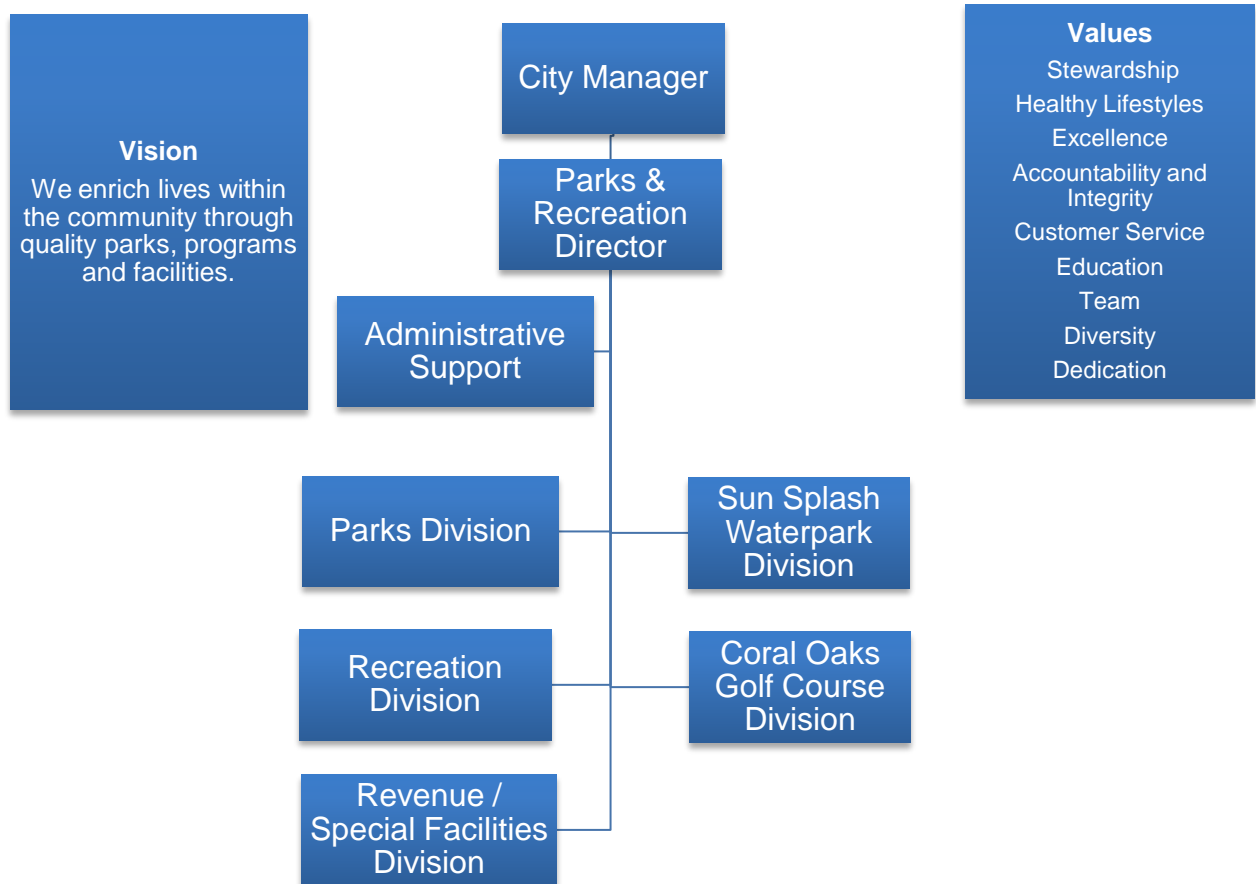 Vision
We enrich lives within
the community through
quality parks, programs
and facilities.
City Manager
Parks &
Recreation
Director
Values
Stewardship
Healthy Lifestyles
Excellence
Accountability and
Integrity
Customer Service
Education
Team
Diversity
Dedication
Administrative
Support
Parks Division
Sun Splash
Waterpark
Division
Recreation
Division
Coral Oaks
Golf Course
Division
Revenue /
Special Facilities
Division